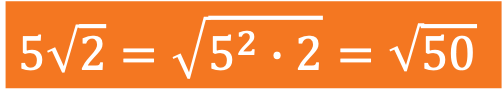 5√2 = √5² · 2 = √50